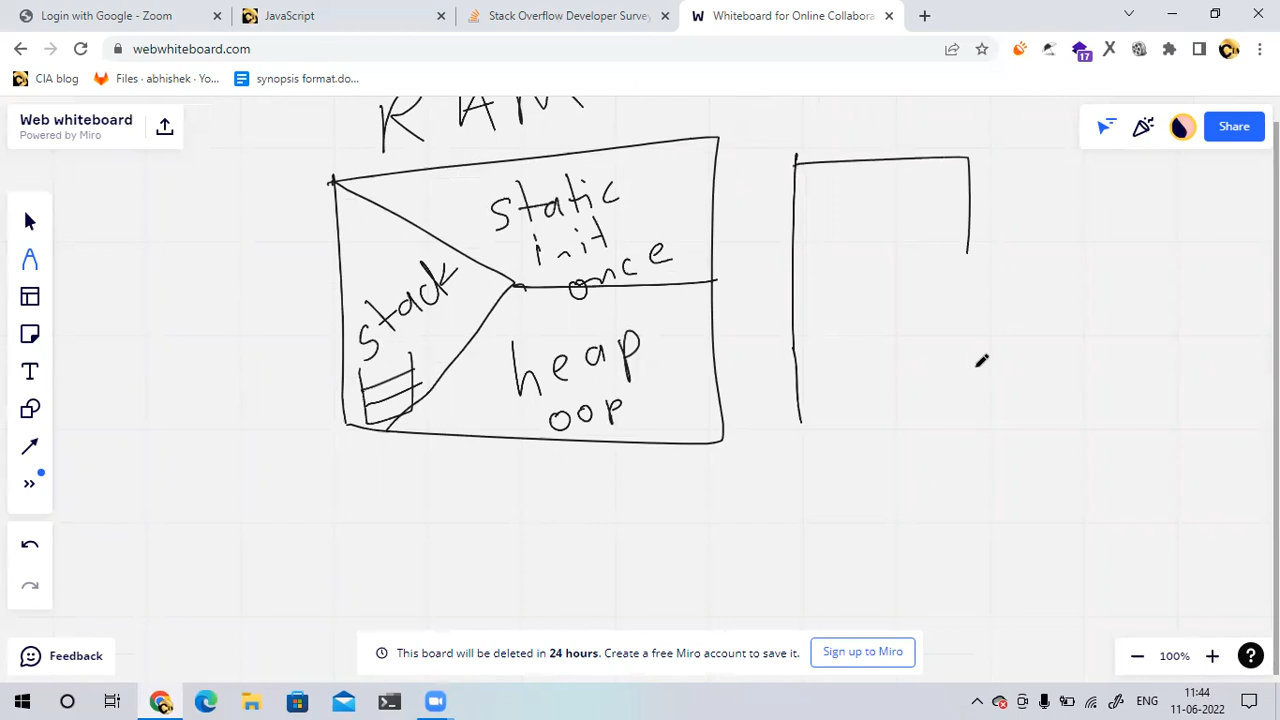 Login with Google - Zoom
JavaScript
Stack Overflow Developer Survey
Whiteboard for Online Collabora
webwhiteboard.com
17
CIA blog
Files · abhishek · Yo...
synopsis format.do...
Web whiteboard
Powered by Miro
Share
RAM
static
init
once
stack
heap
oop
This board will be deleted in 24 hours. Create a free Miro account to save it.
Sign up to Miro
Feedback
100%
ENG
11:44
11-06-2022